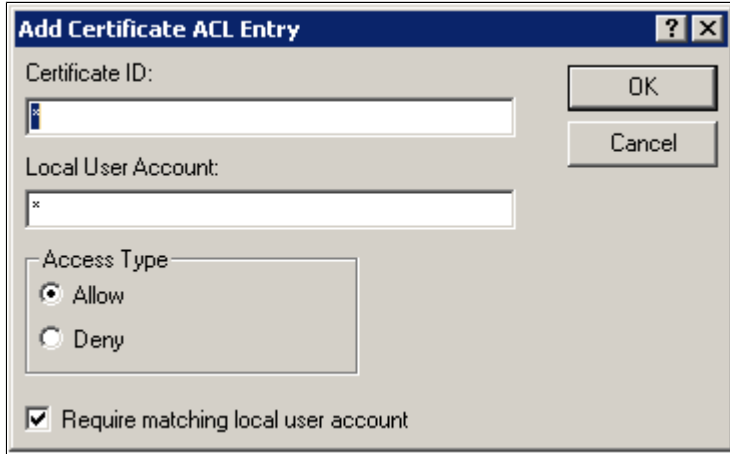 Add Certificate ACL Entry
Certificate ID:
*
OK
Cancel
Local User Account:
*
Access Type
Allow
Deny
Require matching local user account